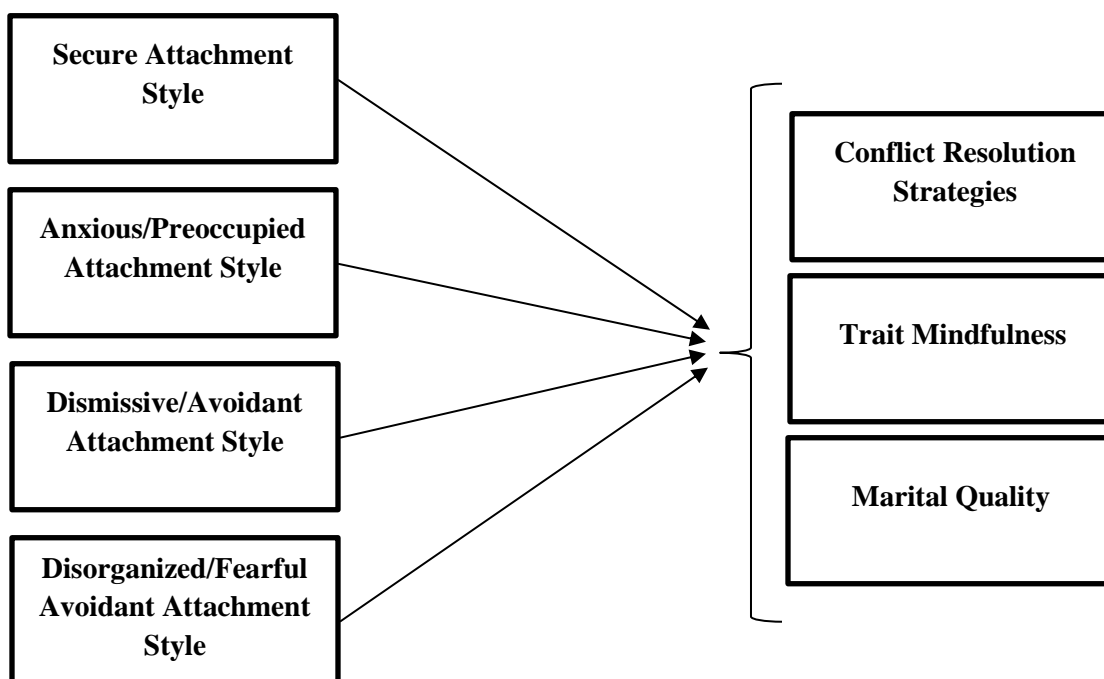 Secure Attachment
Style
Anxious/Preoccupied
Attachment Style
Dismissive/Avoidant
Attachment Style
Disorganized/Fearful
Avoidant Attachment
Style
Conflict Resolution
Strategies
Trait Mindfulness
Marital Quality